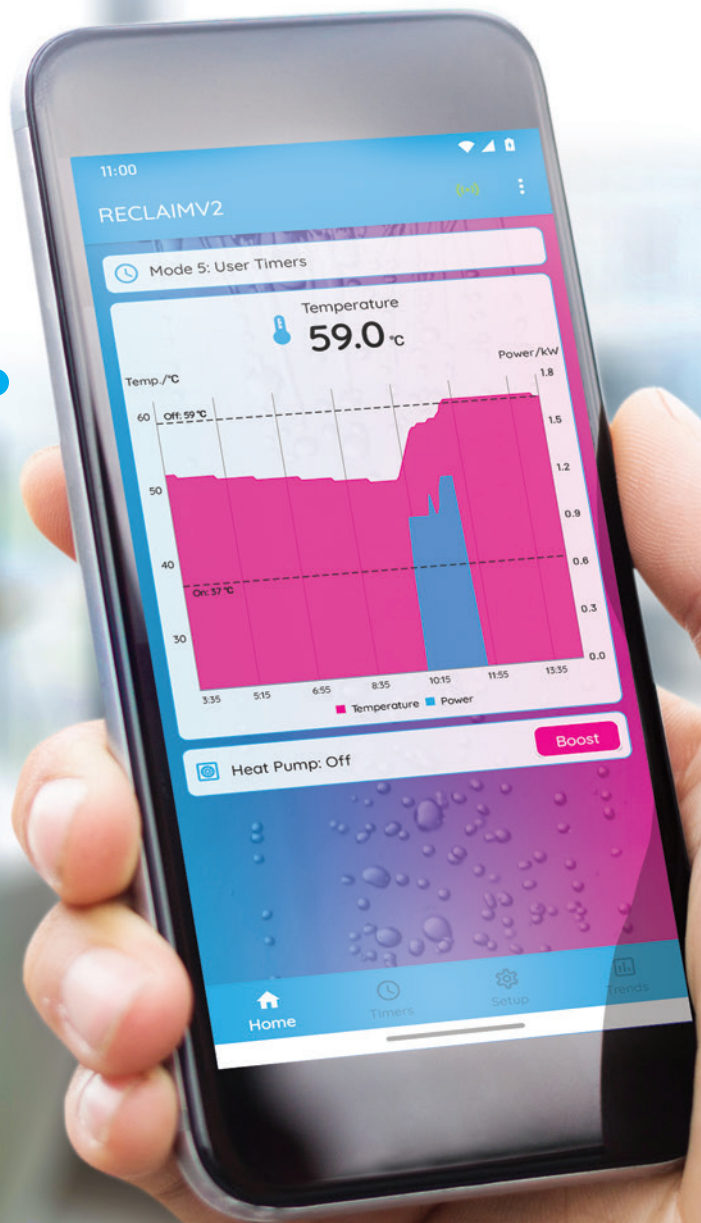 11:00
RECLAIMV2
Mode 5: User Timers
Temperature
59.0 °C
Temp./°C
Power/kW
60
50
40
30
Off: 59 °C
On: 37 °C
1.8
1.5
1.2
0.9
0.6
0.3
0.0
3:35 5:15 6:55 8:35 10:15 11:55 13:35
Temperature Power
Heat Pump: Off
Boost
Home Timers Setup Trends